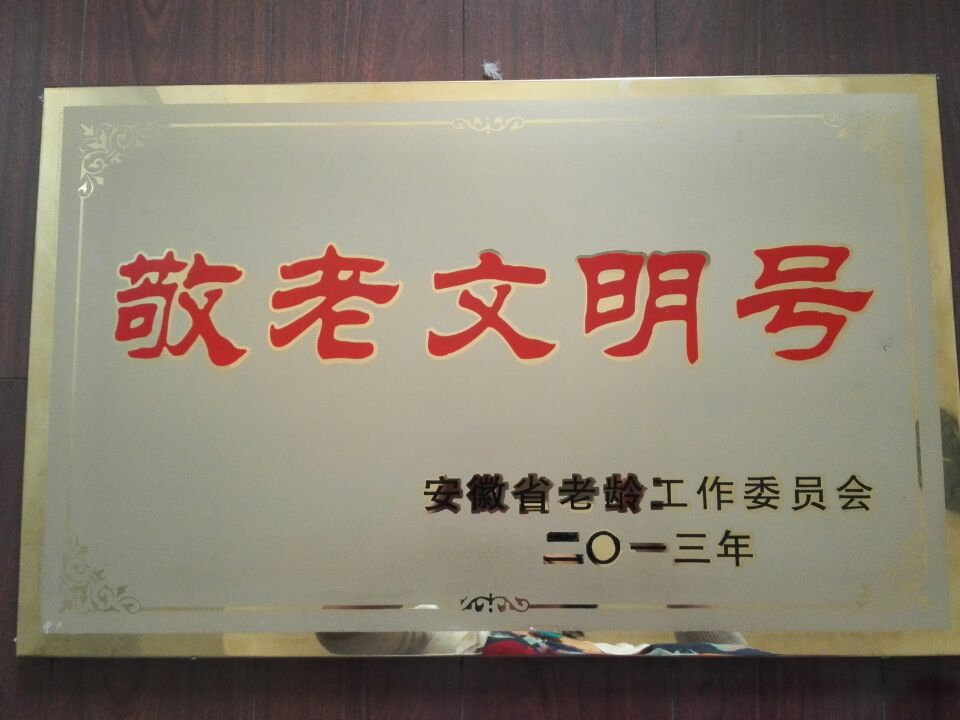 敬老文明号
安徽省老龄工作委员会
二〇一三年